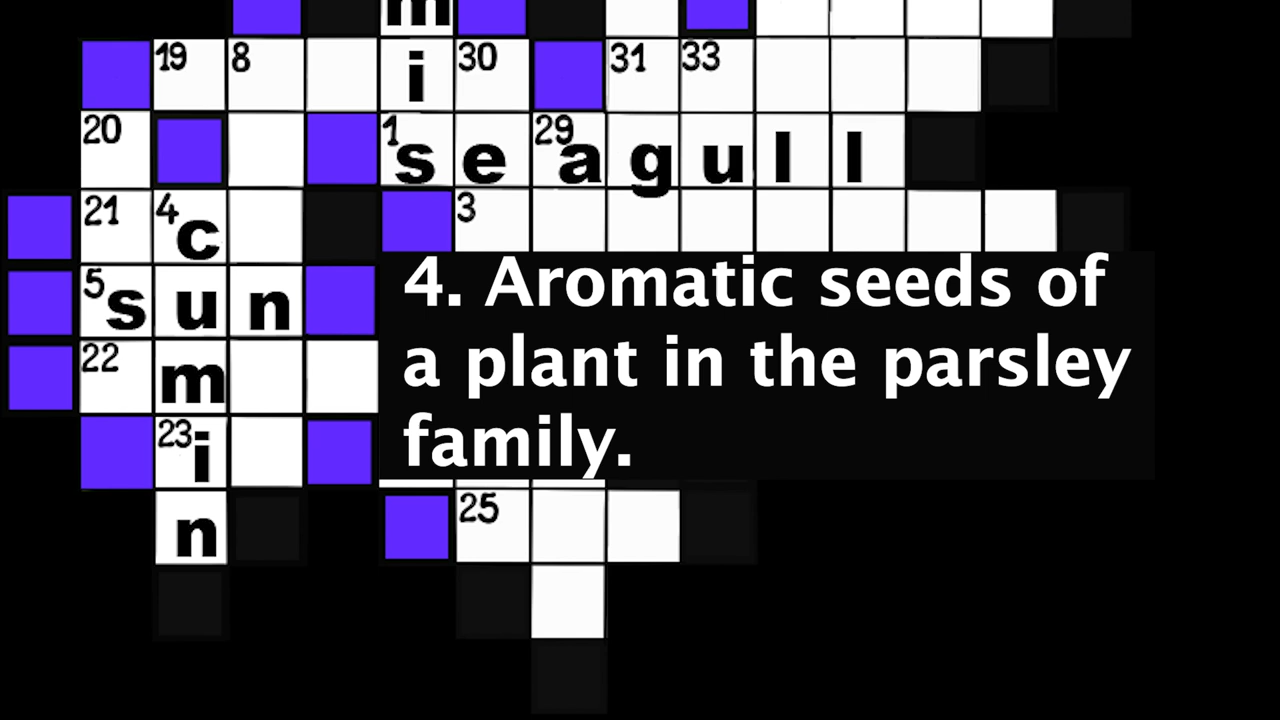 m
19 8 i 30 31 33
20 1 s e 29 a g u l l
21 4 c 3
5 s u n
4. Aromatic seeds of
a plant in the parsley
family.
22 m
23 i
n 25